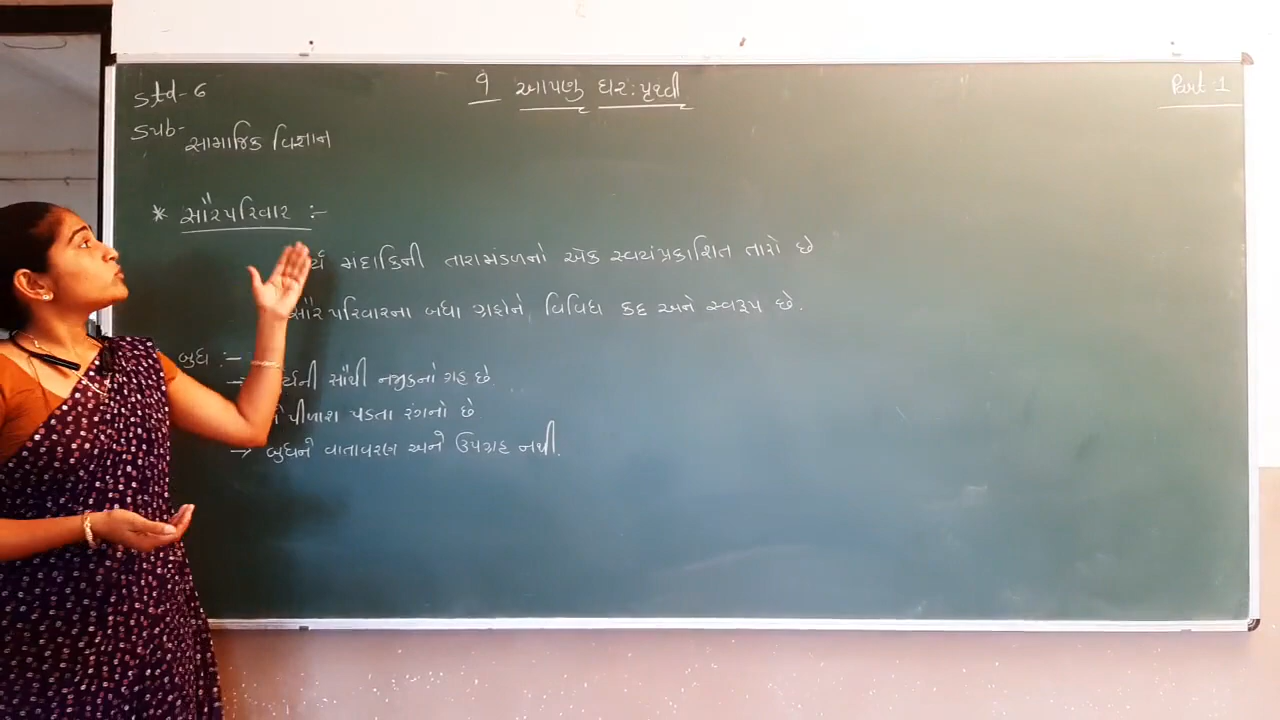 Std-6
૧ આપણુ ઘર:પૃથ્વી
Part-1
Sub-
સામાજિક વિજ્ઞાન
* સૌરપરિવાર :-
મંદાકિની તારામંડળનો એક સ્વયંપ્રકાશિત તારો છે
સૌરપરિવારના બધા ગ્રહોને વિવિધ કદ અને સ્વરૂપ છે.
બુધ :-
સૌથી નજીકનો ગ્રહ છે
પીળાશ પડતા રંગનો છે
→ બુધને વાતાવરણ અને ઉપગ્રહ નથી.